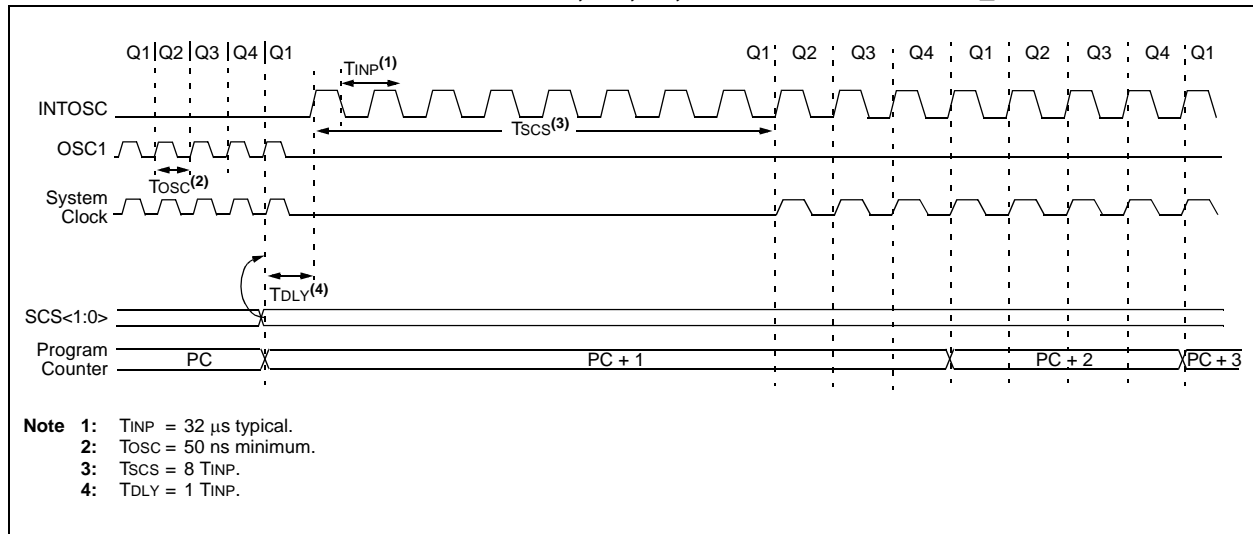 Q1 Q2 Q3 Q4 Q1 Q1 Q2 Q3 Q4 Q1 Q2 Q3 Q4 Q1
TINP(1)
INTOSC
TSCS(3)
OSC1
TOSC(2)
System
Clock
TDLY(4)
SCS<1:0>
Program
Counter
PC PC + 1 PC + 2 PC + 3
Note 1: TINP = 32 μs typical.
2: TOSC = 50 ns minimum.
3: TSCS = 8 TINP.
4: TDLY = 1 TINP.